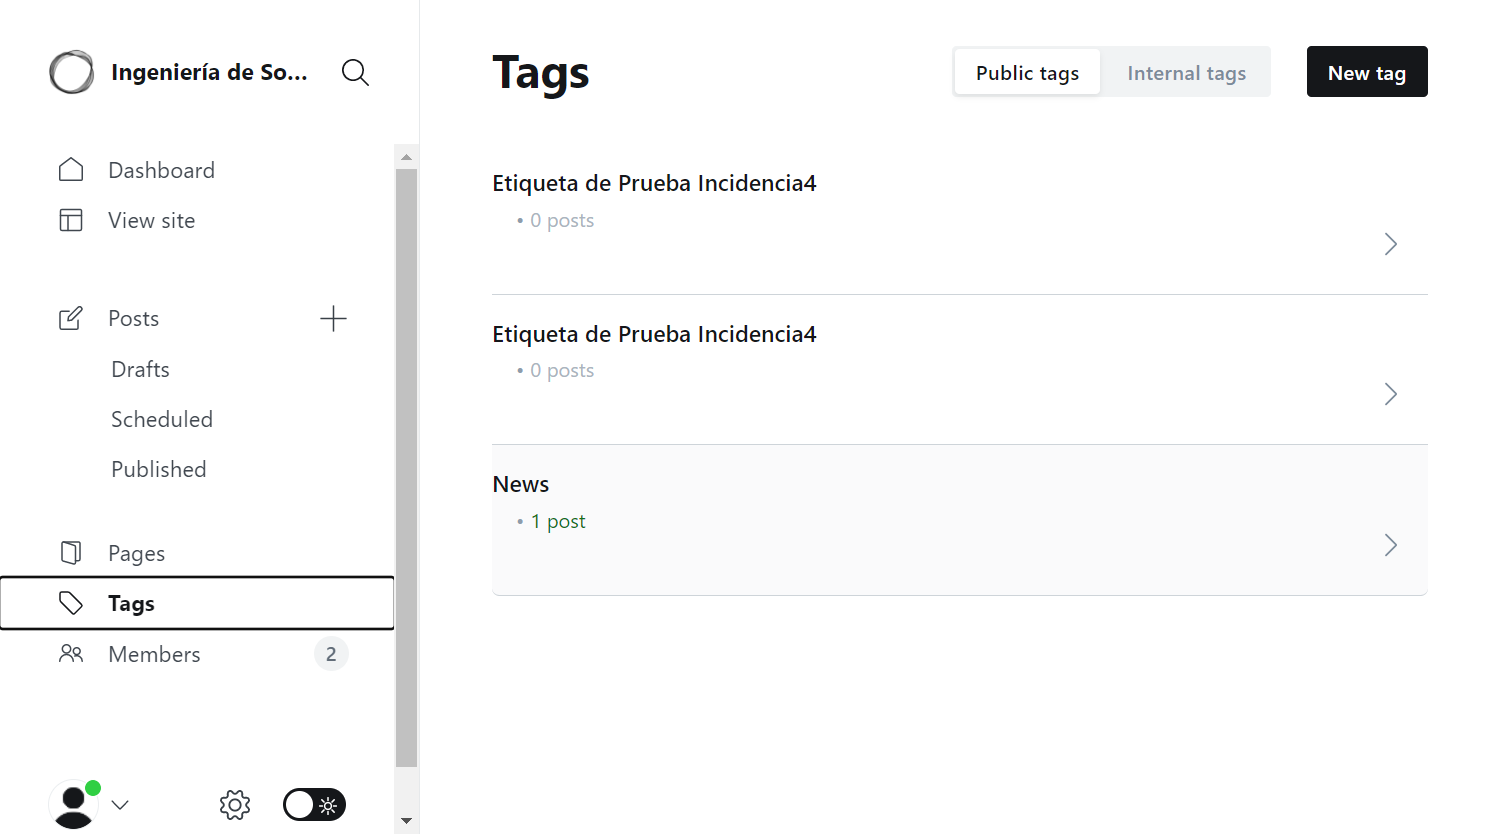 Ingeniería de So...
Dashboard
View site
Posts
Drafts
Scheduled
Published
Pages
Tags
Members 2
Tags
Public tags Internal tags New tag
Etiqueta de Prueba Incidencia4
• 0 posts
Etiqueta de Prueba Incidencia4
• 0 posts
News
• 1 post